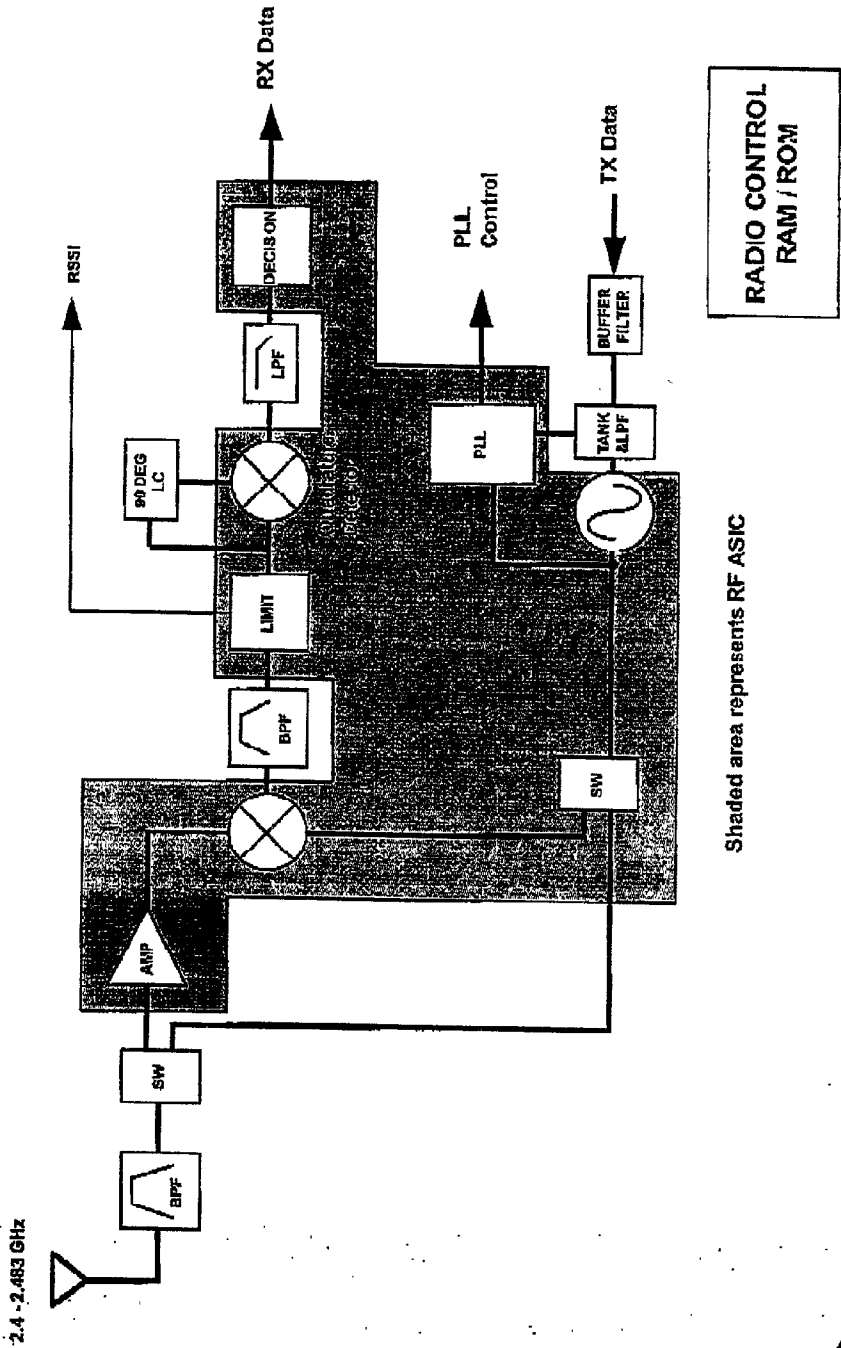 2.4 - 2.483 GHz
BPF
SW
AMP
BPF
LIMIT
90 DEG
LC
RSSI
LPF
DECISION
RX Data
Quadrature
SW
PLL
PLL
Control
TANK
&LPF
BUFFER
FILTER
TX Data
Shaded area represents RF ASIC
RADIO CONTROL
RAM / ROM